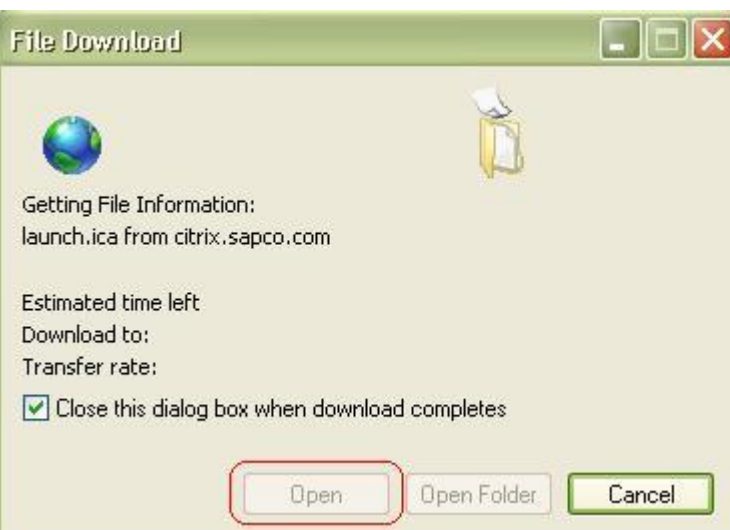 File Download
Getting File Information:
launch.ica from citrix.sapco.com
Estimated time left
Download to:
Transfer rate:
Close this dialog box when download completes
Open Open Folder Cancel